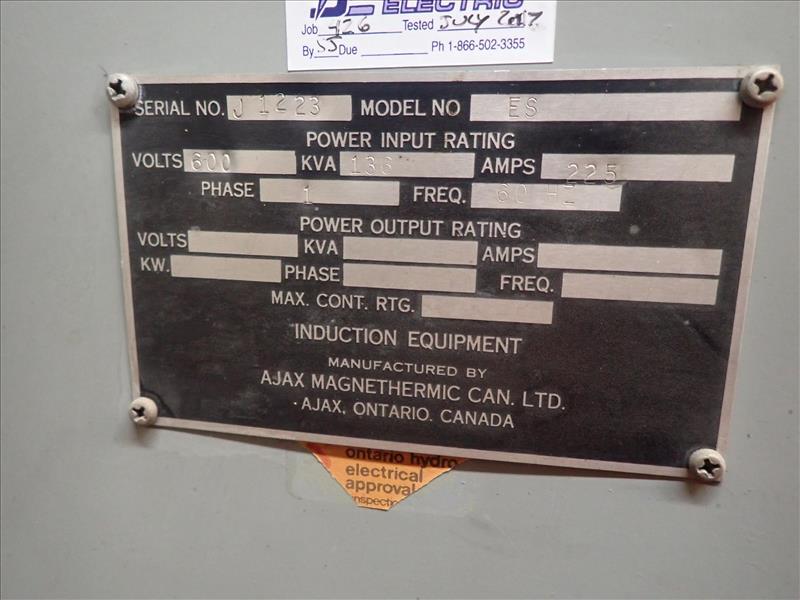 ELECTRIC
Job 426 Tested JULY 2017
By SJ Due Ph 1-866-502-3355
SERIAL NO. J 1223 MODEL NO ES
POWER INPUT RATING
VOLTS 600 KVA 136 AMPS 225
PHASE 1 FREQ. 60 HZ
POWER OUTPUT RATING
VOLTS KVA AMPS
KW. PHASE FREQ.
MAX. CONT. RTG.
INDUCTION EQUIPMENT
MANUFACTURED BY
AJAX MAGNETHERMIC CAN. LTD.
AJAX, ONTARIO, CANADA
ontario hydro
electrical
approval
inspection